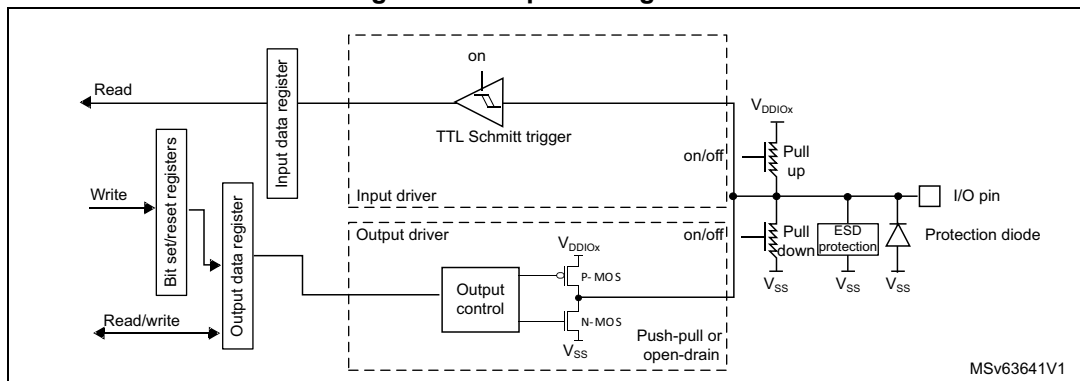 on
Read
Input data register
TTL Schmitt trigger
Input driver
VDDIOx
on/off
Pull
up
I/O pin
Bit set/reset registers
Write
Output data register
Output driver
on/off
Pull
down
ESD
protection
Protection diode
VDDIOx
P-MOS
Output
control
N-MOS
VSS
VSS
VSS
VSS
Read/write
Push-pull or
open-drain
MSv63641V1